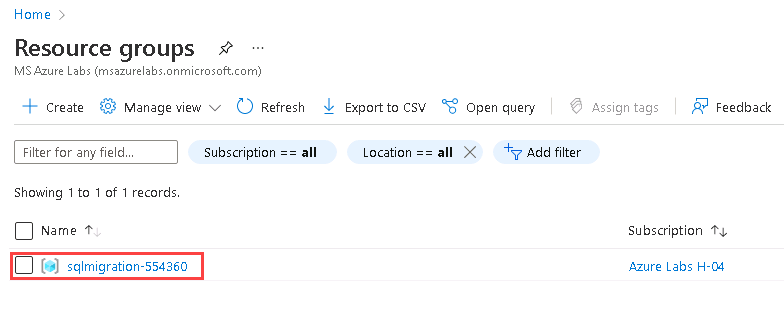 Home
Resource groups
MS Azure Labs (msazurelabs.onmicrosoft.com)
Create Manage view Refresh Export to CSV Open query Assign tags Feedback
Filter for any field... Subscription == all Location == all Add filter
Showing 1 to 1 of 1 records.
Name Subscription
sqlmigration-554360 Azure Labs H-04